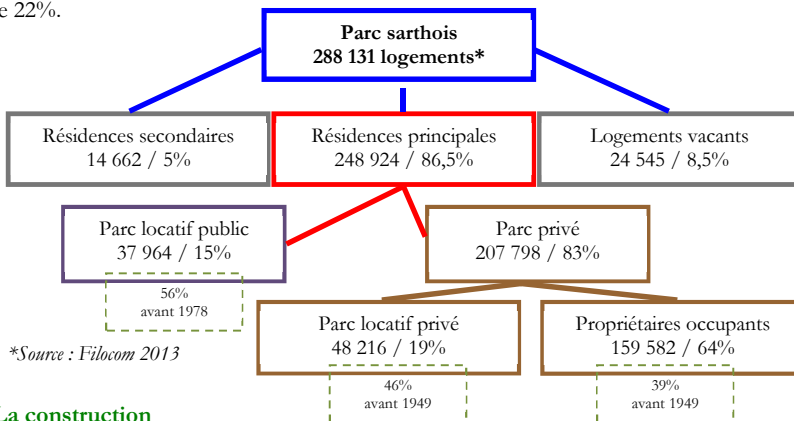 e 22%.
Parc sarthois
288 131 logements*
Résidences secondaires
14 662 / 5%
Résidences principales
248 924 / 86,5%
Logements vacants
24 545 / 8,5%
Parc locatif public
37 964 / 15%
Parc privé
207 798 / 83%
56%
avant 1978
Parc locatif privé
48 216 / 19%
Propriétaires occupants
159 582 / 64%
*Source : Filocom 2013
46%
avant 1949
39%
avant 1949
La construction